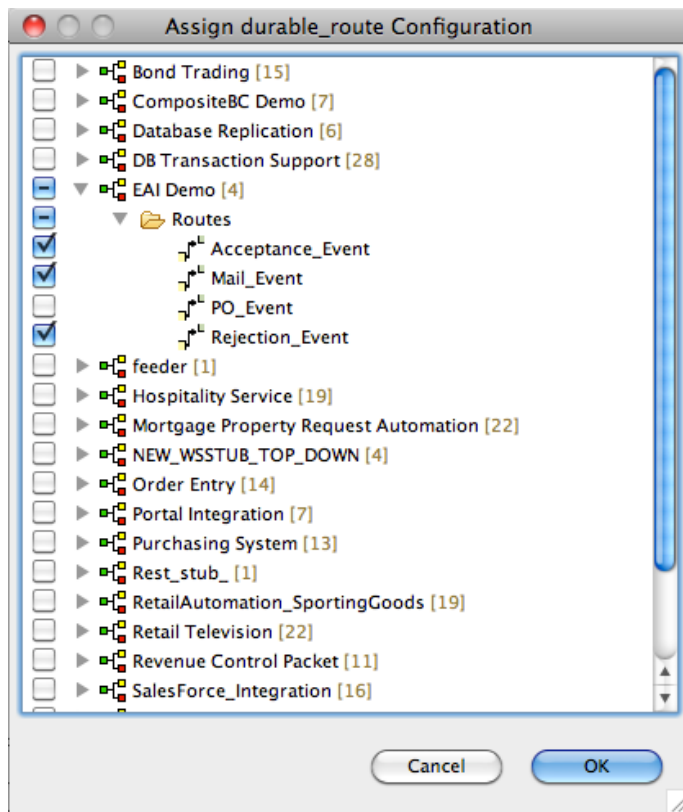 Assign durable_route Configuration
Bond Trading [15]
CompositeBC Demo [7]
Database Replication [6]
DB Transaction Support [28]
EAI Demo [4]
Routes
Acceptance_Event
Mail_Event
PO_Event
Rejection_Event
feeder [1]
Hospitality Service [19]
Mortgage Property Request Automation [22]
NEW_WSSTUB_TOP_DOWN [4]
Order Entry [14]
Portal Integration [7]
Purchasing System [13]
Rest_stub_ [1]
RetailAutomation_SportingGoods [19]
Retail Television [22]
Revenue Control Packet [11]
SalesForce_Integration [16]
Cancel OK